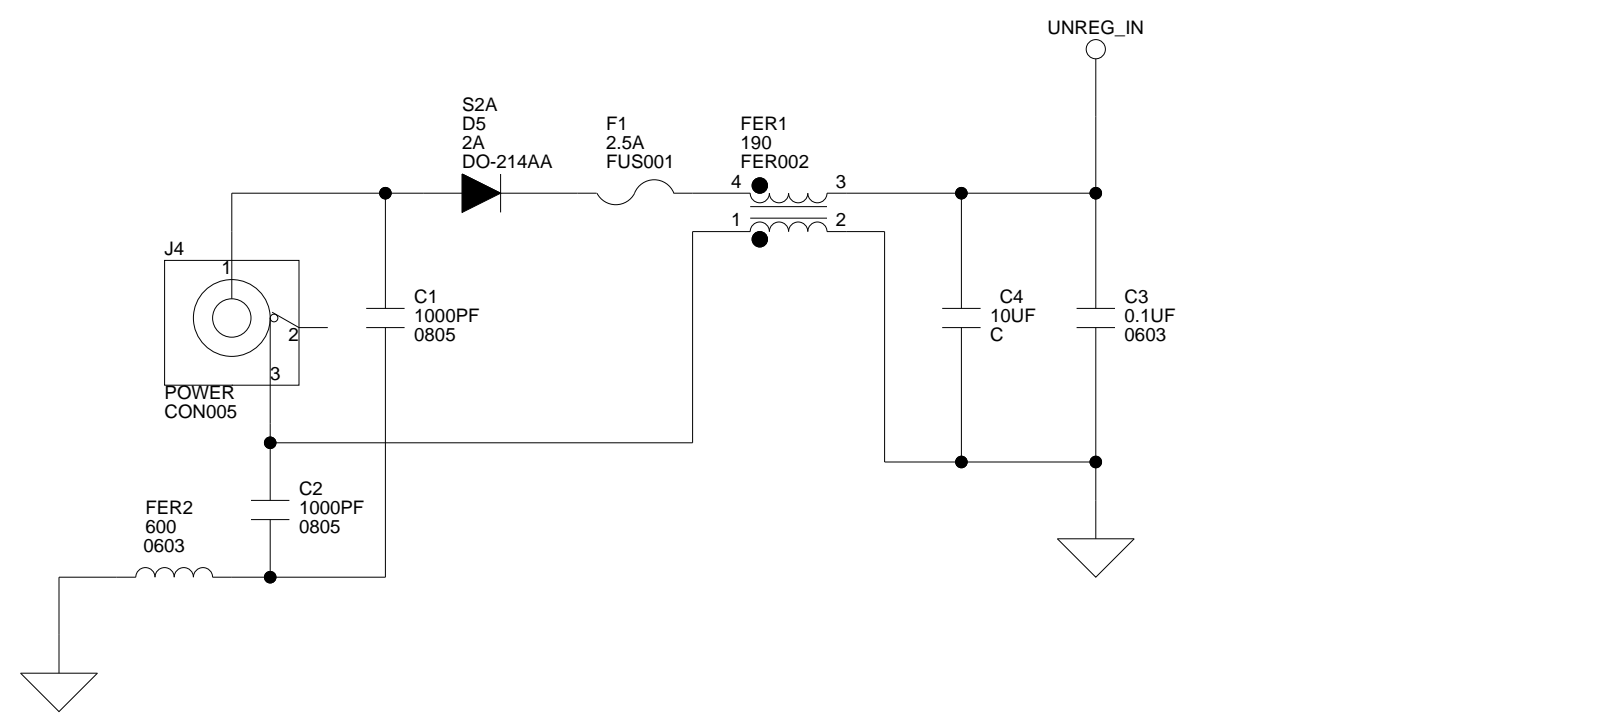 UNREG_IN
S2A
D5
2A
DO-214AA
F1
2.5A
FUS001
FER1
190
FER002
4
3
1
2
J4
1
2
3
POWER
CON005
C1
1000PF
0805
C4
10UF
C
C3
0.1UF
0603
C2
1000PF
0805
FER2
600
0603